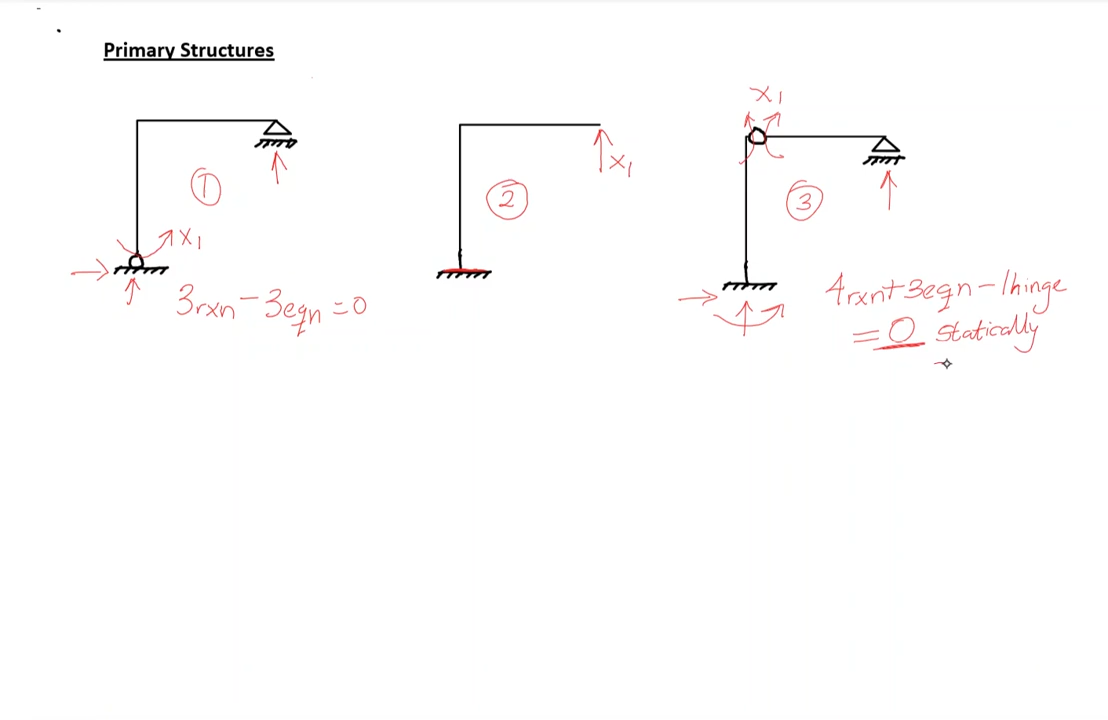 Primary Structures
X1
①
X1
3rxn-3eqn=0
②
X1
③
4rxn+3eqn-1hinge
=0 statically